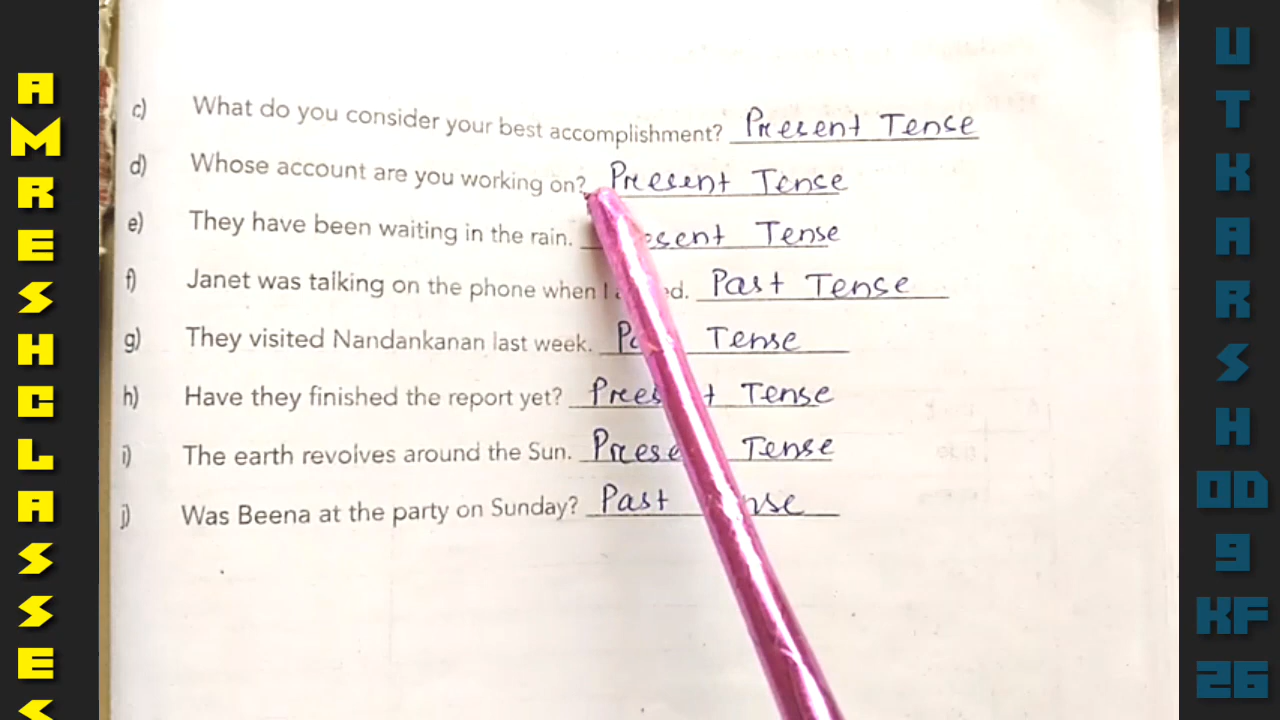 AMRESHCLASSES
c) What do you consider your best accomplishment? Present Tense
d) Whose account are you working on? Present Tense
e) They have been waiting in the rain. Tense
f) Janet was talking on the phone when I Past Tense
g) They visited Nandankanan last week. Tense
h) Have they finished the report yet? Tense
i) The earth revolves around the Sun. Tense
j) Was Beena at the party on Sunday? Past
UTKARSHOD9KF26